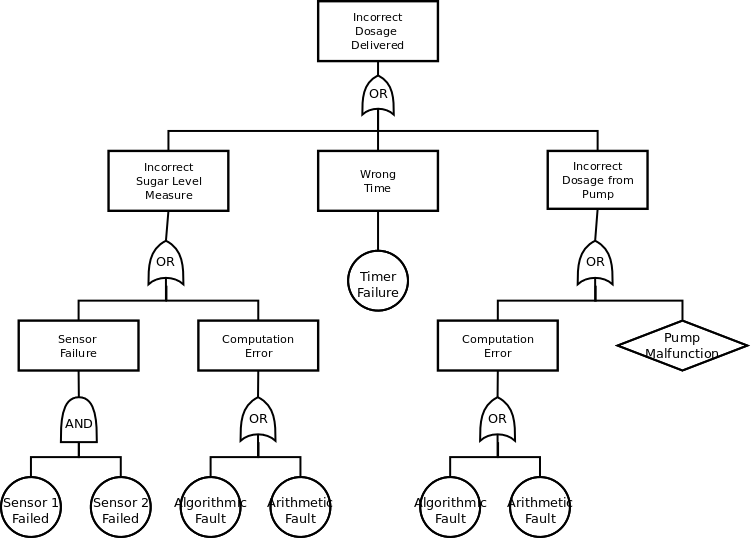 Incorrect
Dosage
Delivered
OR
Incorrect
Sugar Level
Measure
Wrong
Time
Incorrect
Dosage from
Pump
OR
Timer
Failure
OR
Sensor
Failure
Computation
Error
Computation
Error
Pump
Malfunction
AND
OR
OR
Sensor 1
Failed
Sensor 2
Failed
Algorithmic
Fault
Arithmetic
Fault
Algorithmic
Fault
Arithmetic
Fault